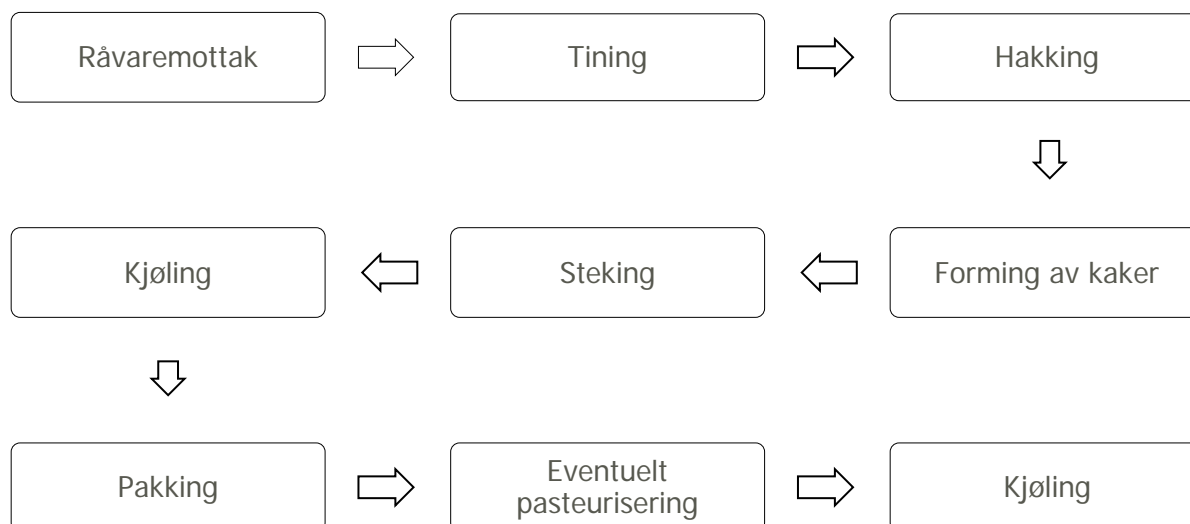 Råvaremottak
Tining
Hakking
Forming av kaker
Steking
Kjøling
Pakking
Eventuelt
pasteurisering
Kjøling